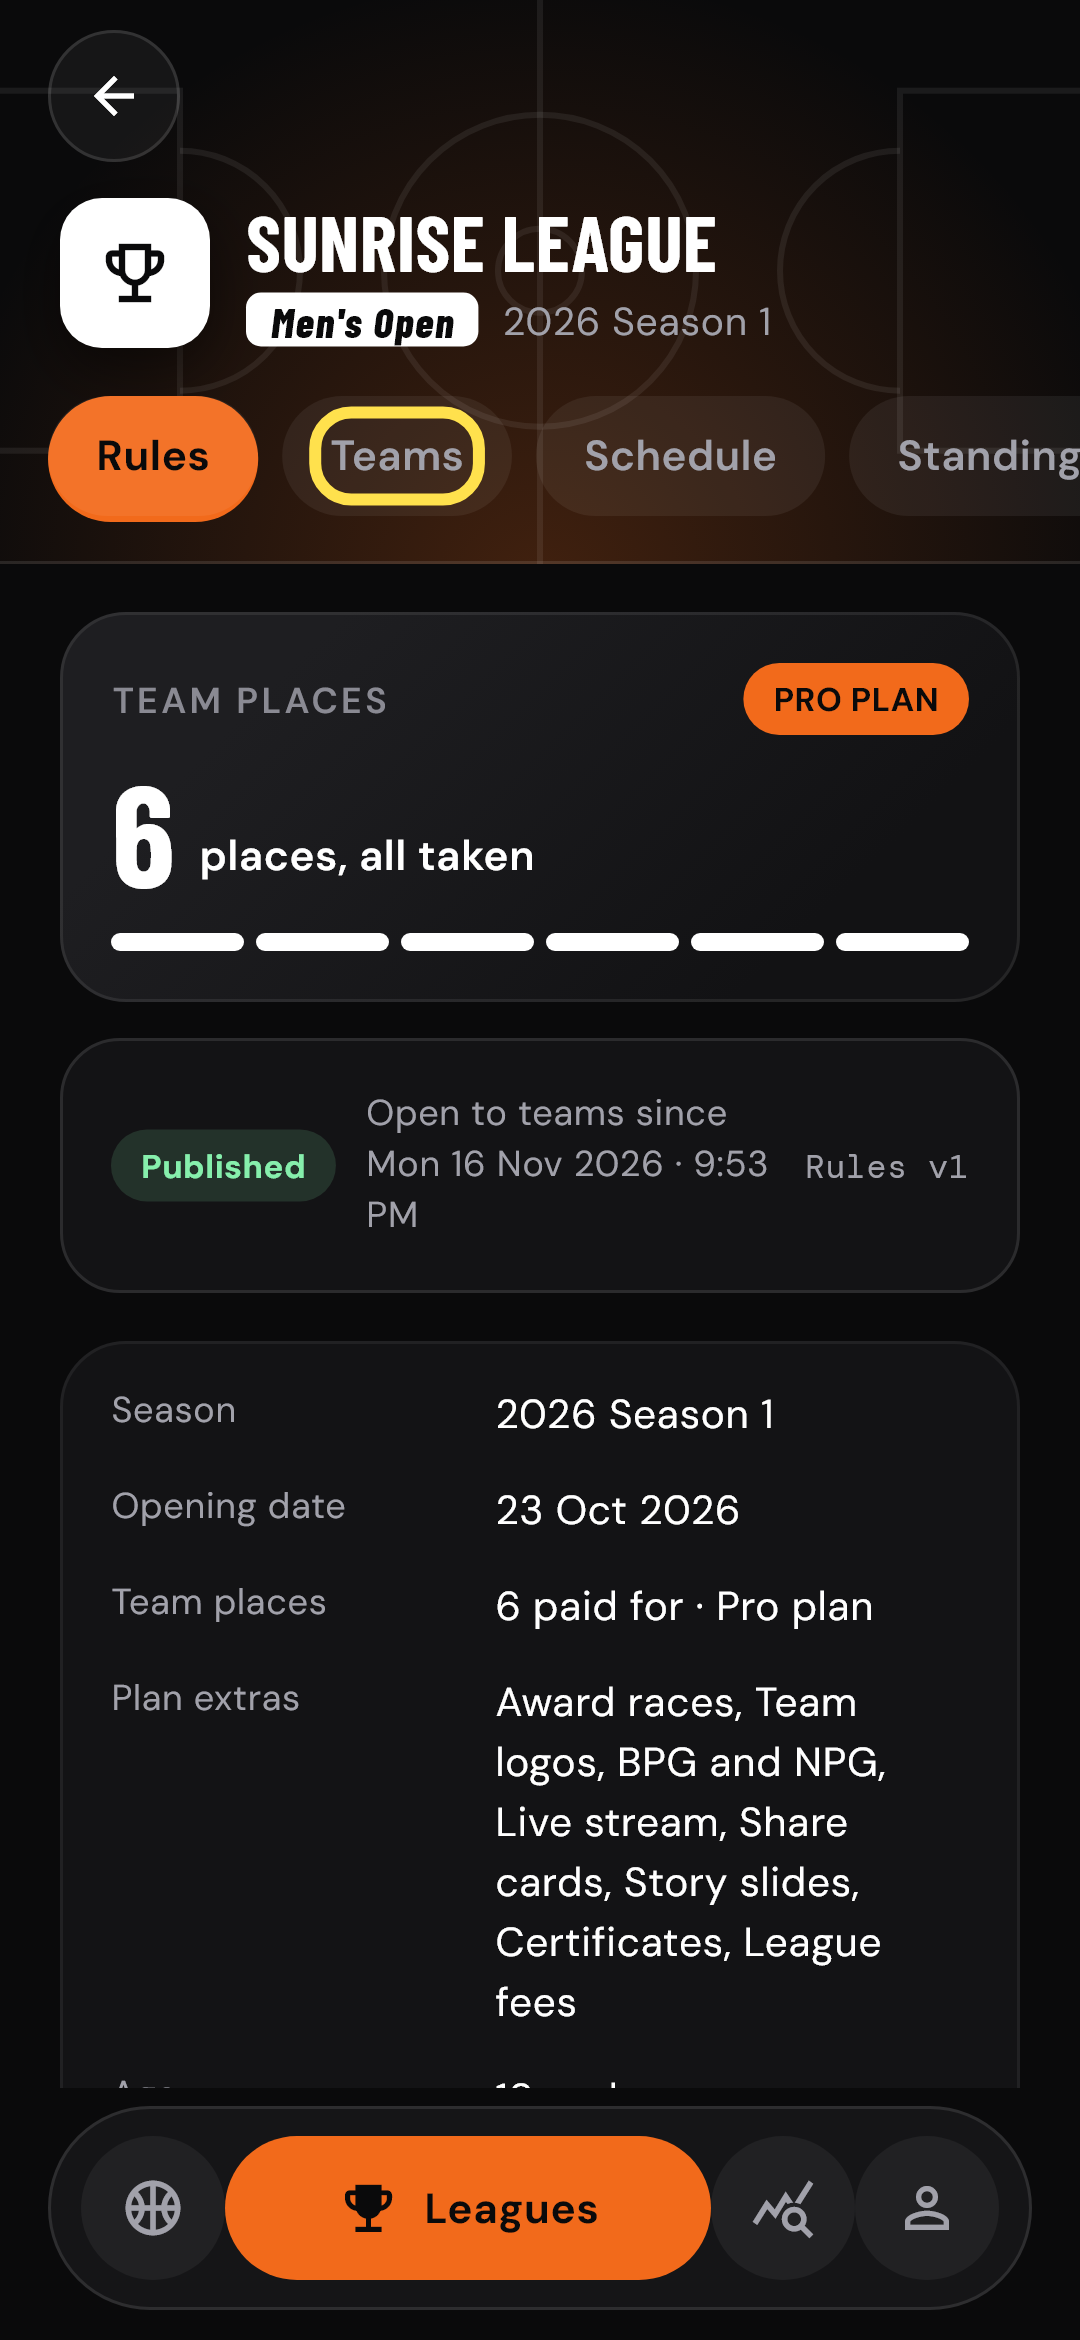 SUNRISE LEAGUE
Men's Open 2026 Season 1
Rules Teams Schedule Standing
TEAM PLACES PRO PLAN
6 places, all taken
Open to teams since
Published Mon 16 Nov 2026 · 9:53 Rules v1
PM
Season 2026 Season 1
Opening date 23 Oct 2026
Team places 6 paid for · Pro plan
Plan extras Award races, Team
logos, BPG and NPG,
Live stream, Share
cards, Story slides,
Certificates, League
fees
Leagues